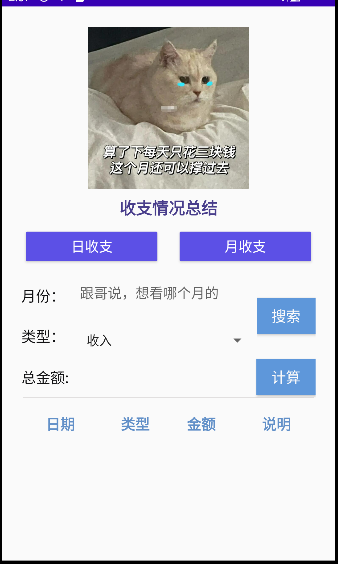 算了下每天只花三块钱
这个月还可以撑过去
收支情况总结
日收支 月收支
月份: 跟哥说，想看哪个月的
搜索
类型: 收入
总金额: 计算
日期 类型 金额 说明